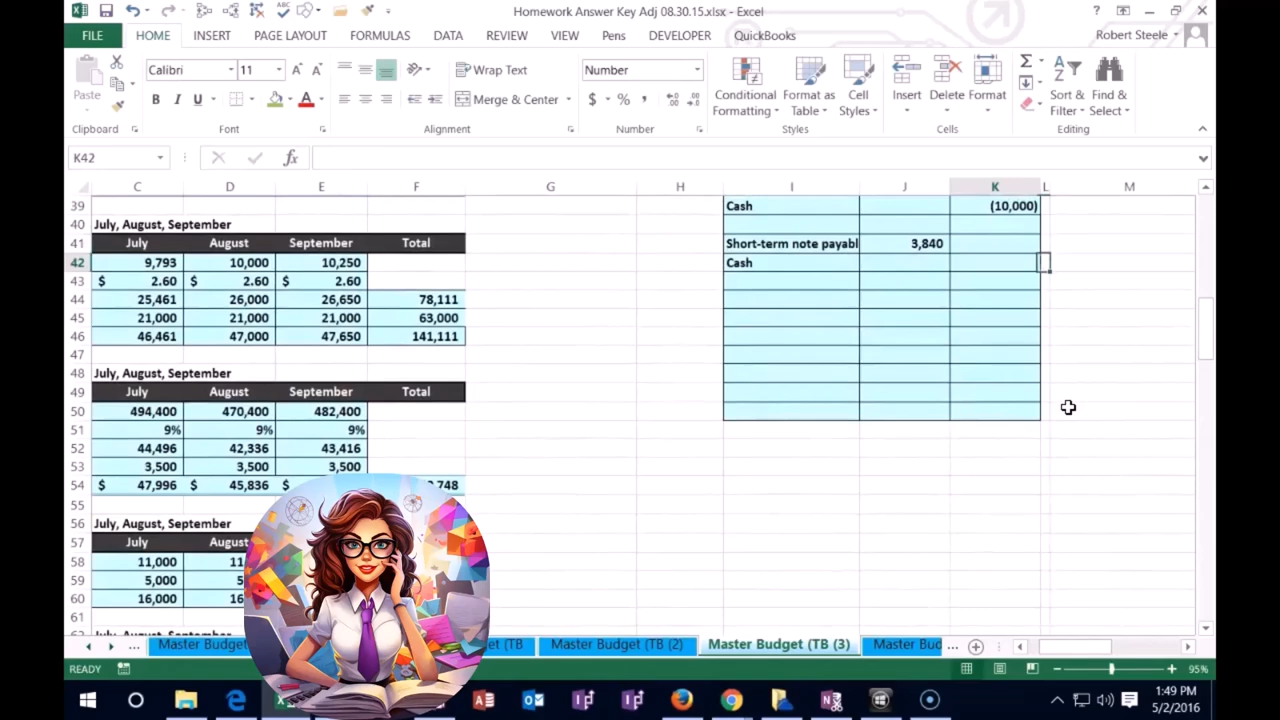 Homework Answer Key Adj 08.30.15.xlsx - Excel
FILE HOME INSERT PAGE LAYOUT FORMULAS DATA REVIEW VIEW Pens DEVELOPER QuickBooks Robert Steele
Paste Calibri 11 B I U Wrap Text Merge & Center Number $ % Conditional Formatting Format as Table Cell Styles Insert Delete Format Sort & Filter Find & Select
Clipboard Font Alignment Number Styles Cells Editing
K42 fx
C D E F G H I J K L M
39 Cash (10,000)
40 July, August, September
41 July August September Total Short-term note payabl 3,840
42 9,793 10,000 10,250 Cash
43 $ 2.60 $ 2.60 $ 2.60
44 25,461 26,000 26,650 78,111
45 21,000 21,000 21,000 63,000
46 46,461 47,000 47,650 141,111
47
48 July, August, September
49 July August September Total
50 494,400 470,400 482,400
51 9% 9% 9%
52 44,496 42,336 43,416
53 3,500 3,500 3,500
54 $ 47,996 $ 45,836 $ 748
55
56 July, August, September
57 July
58 11,000
59 5,000
60 16,000
61
Master Budget (TB (2) Master Budget (TB (3) Master Bud
READY 95%
1:49 PM
5/2/2016